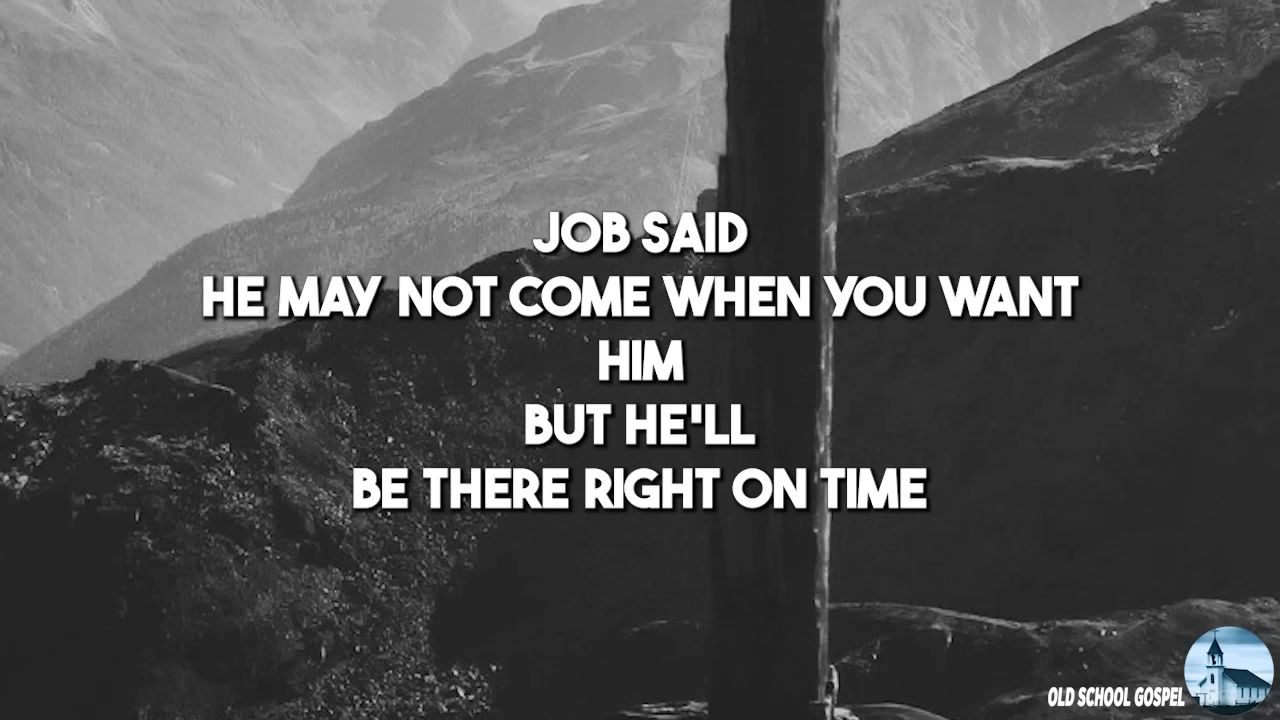 JOB SAID
HE MAY NOT COME WHEN YOU WANT
HIM
BUT HE'LL
BE THERE RIGHT ON TIME
OLD SCHOOL GOSPEL